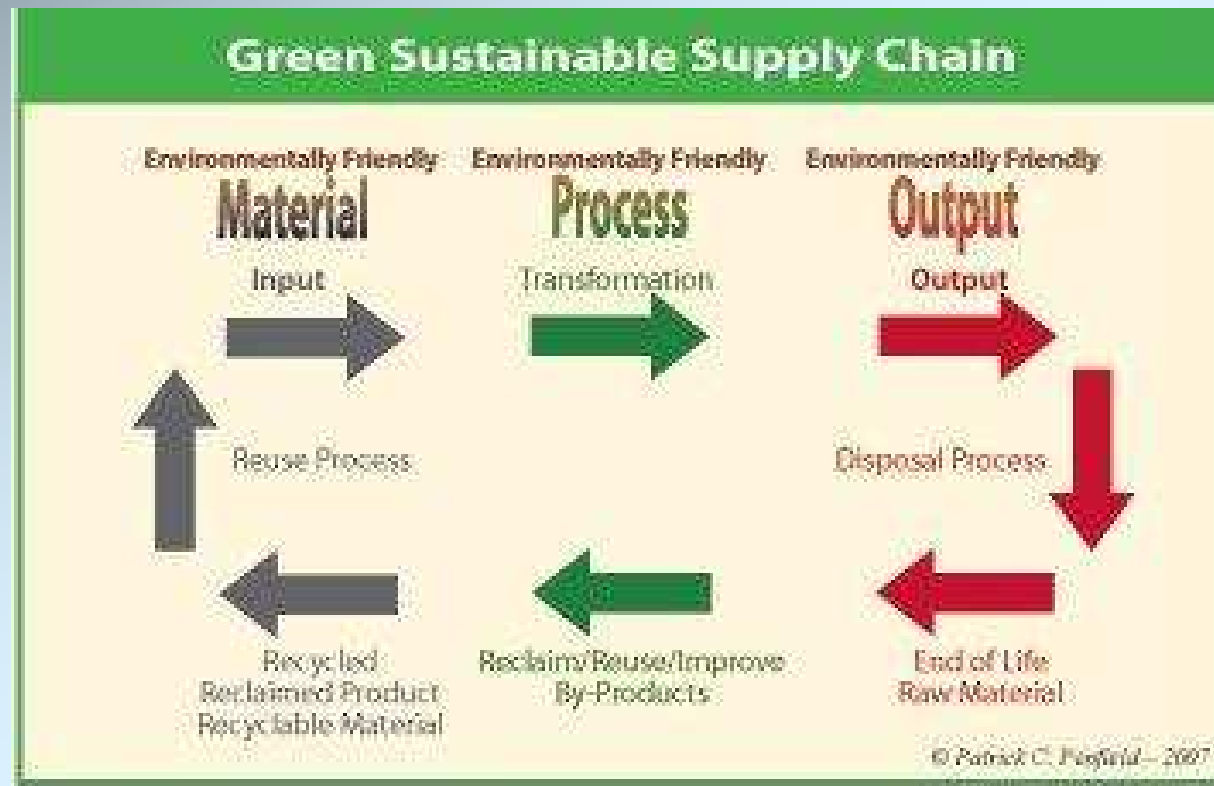 Green Sustainable Supply Chain
Environmentally Friendly
Material
Input
Environmentally Friendly
Process
Transformation
Environmentally Friendly
Output
Output
Reuse Process
Disposal Process
Recycled
Reclaimed Product
Recyclable Material
Reclaim/Reuse/Improve
By-Products
End of Life
Raw Material
© Patrick C. Penfield – 2007